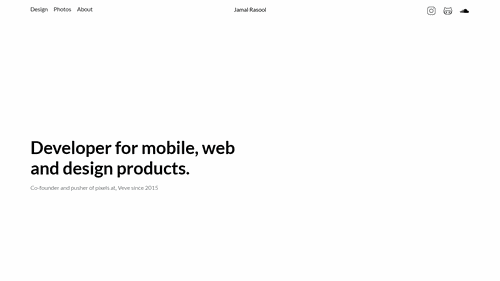 Design Photos About
Jamal Rasool
Developer for mobile, web
and design products.
Co-founder and pusher of pixels at, Veve since 2015